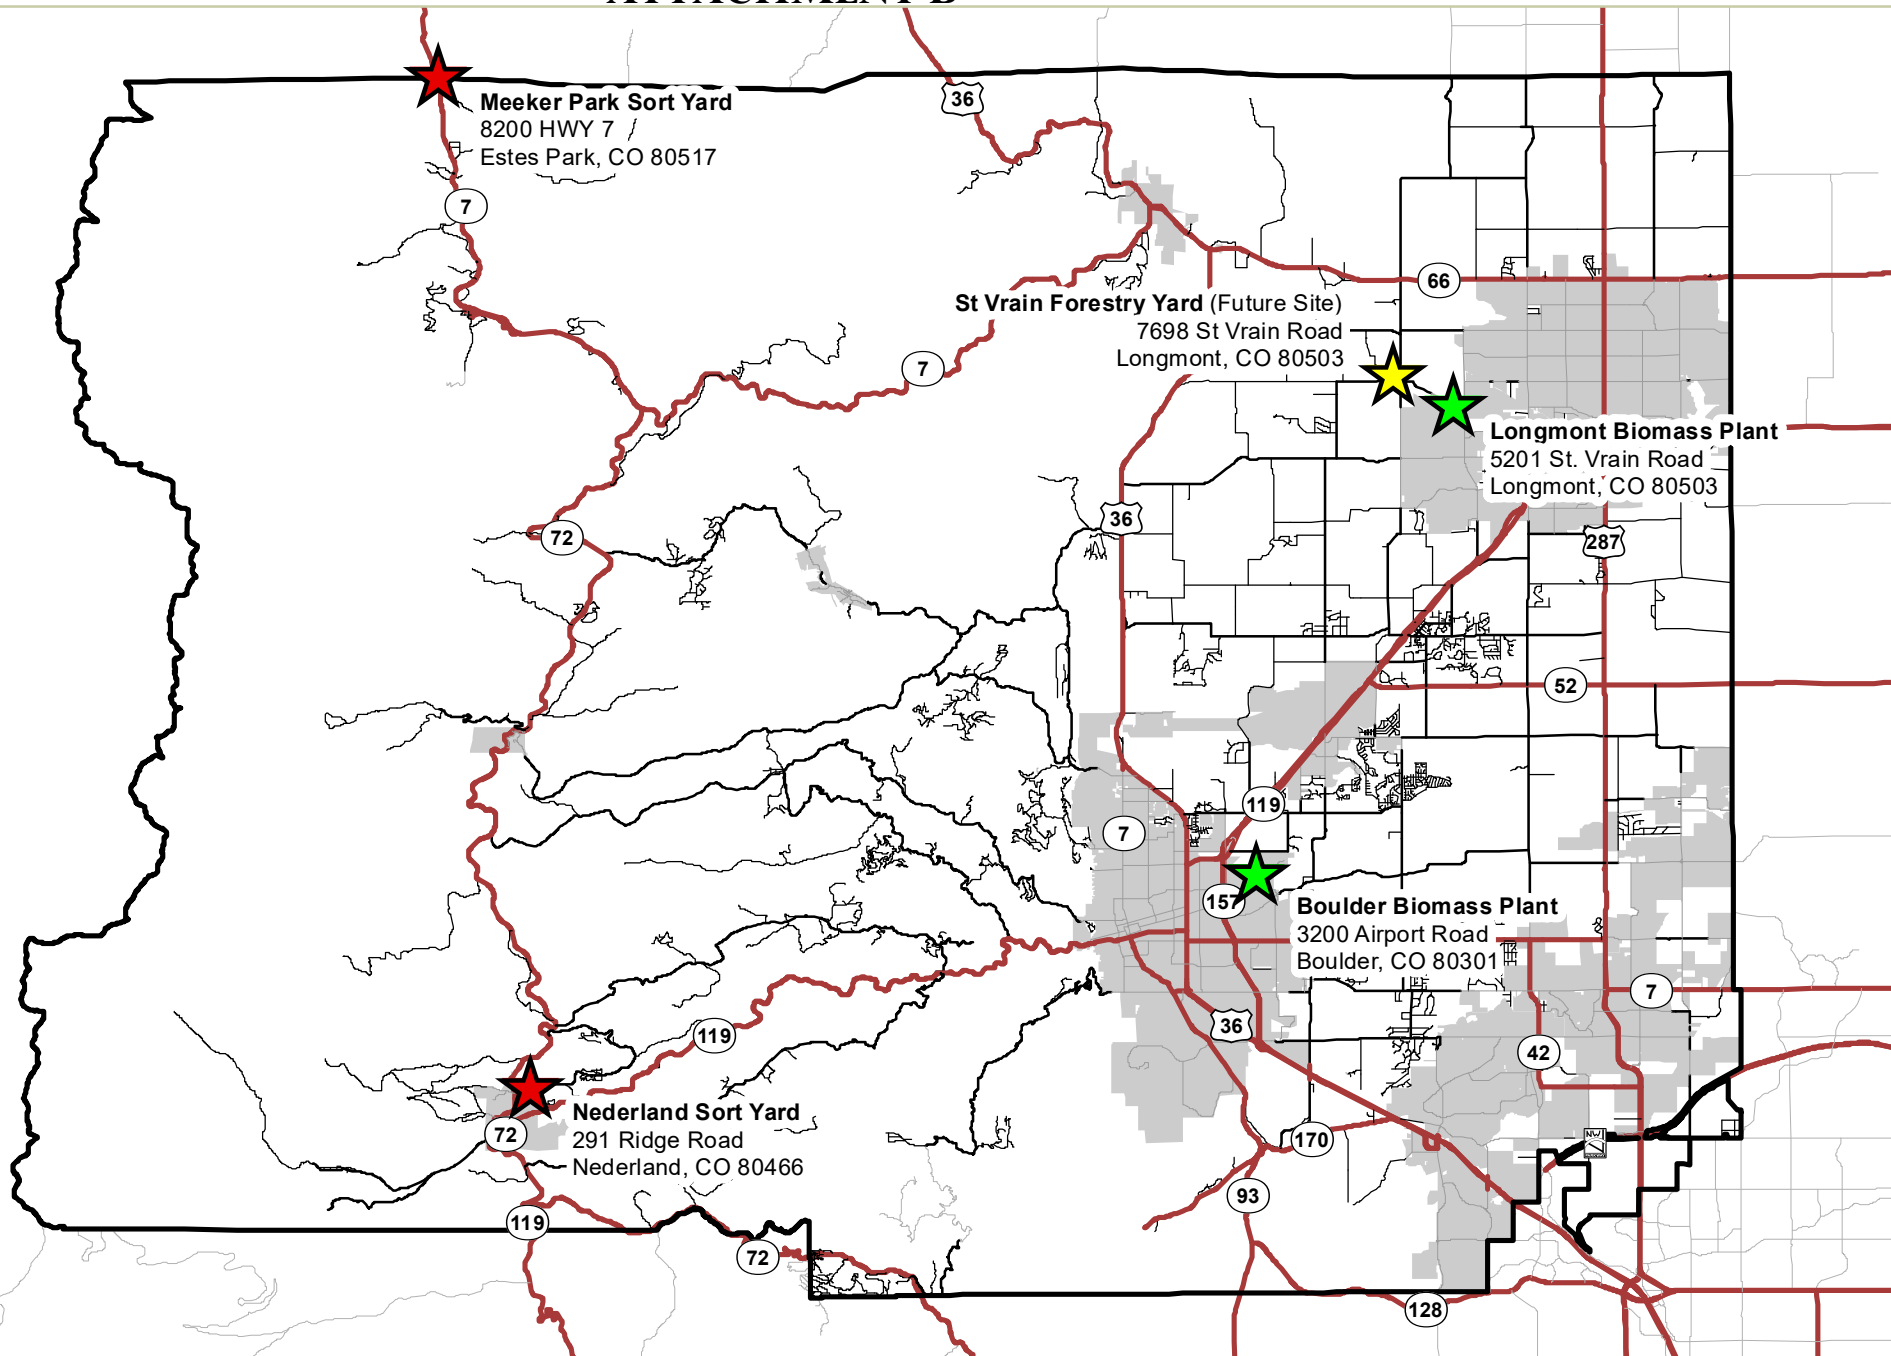 ATTACHMENT B
36
Meeker Park Sort Yard
8200 HWY 7
Estes Park, CO 80517
7
66
St Vrain Forestry Yard (Future Site)
7698 St Vrain Road
Longmont, CO 80503
7
Longmont Biomass Plant
5201 St. Vrain Road
Longmont, CO 80503
36
72
287
52
119
7
157
Boulder Biomass Plant
3200 Airport Road
Boulder, CO 80301
7
36
119
42
Nederland Sort Yard
291 Ridge Road
Nederland, CO 80466
72
170
NW
93
119
72
128